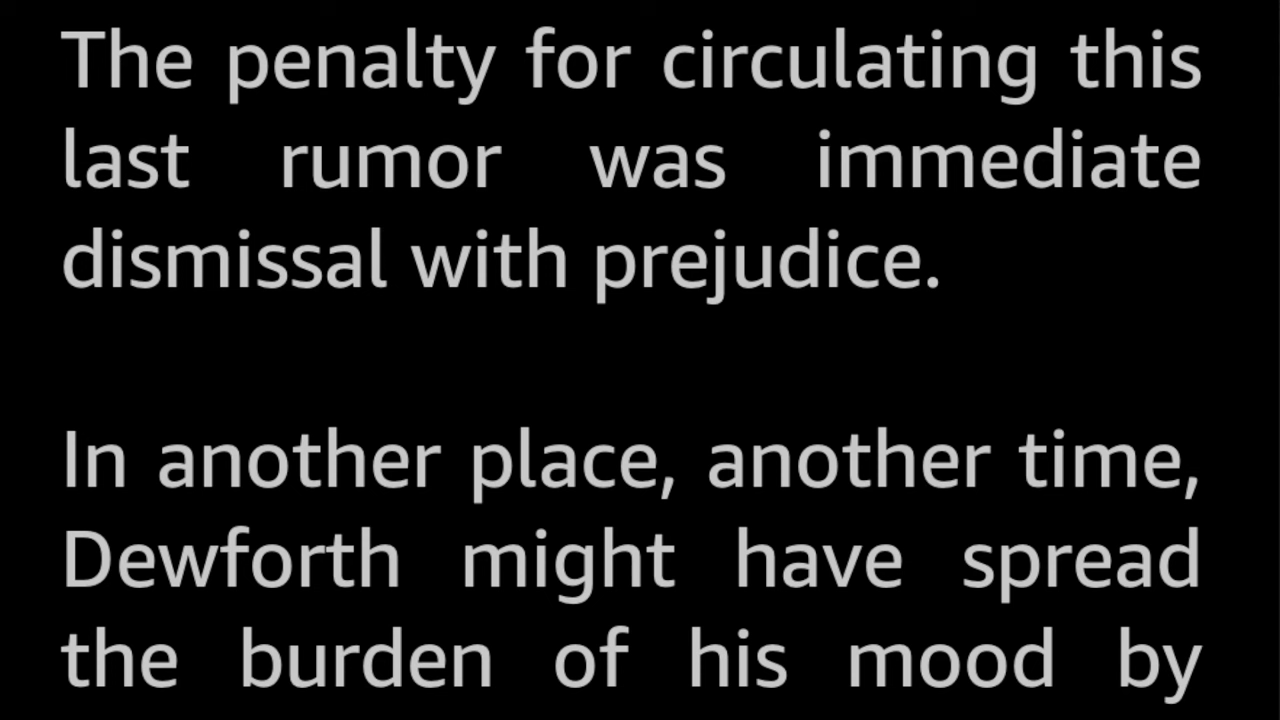 The penalty for circulating this
last rumor was immediate
dismissal with prejudice.
In another place, another time,
Dewforth might have spread
the burden of his mood by